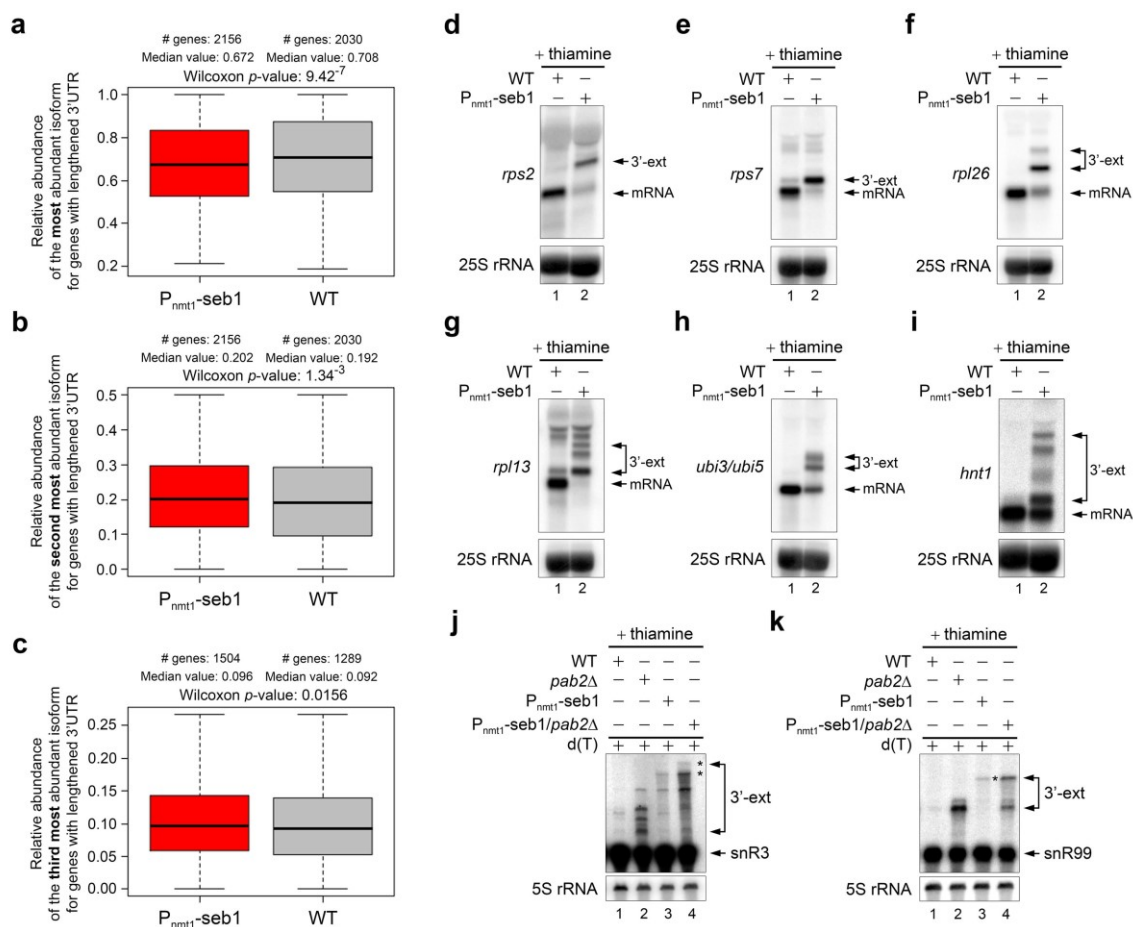 a
# genes: 2156 # genes: 2030
Median value: 0.672 Median value: 0.708
Wilcoxon p-value: 9.42-7
Relative abundance
of the most abundant isoform
for genes with lengthened 3'UTR
1.0
0.8
0.6
0.4
0.2
Pnmt1-seb1 WT
b
# genes: 2156 # genes: 2030
Median value: 0.202 Median value: 0.192
Wilcoxon p-value: 1.34-3
Relative abundance
of the second most abundant isoform
for genes with lengthened 3'UTR
0.5
0.4
0.3
0.2
0.1
0.0
Pnmt1-seb1 WT
c
# genes: 1504 # genes: 1289
Median value: 0.096 Median value: 0.092
Wilcoxon p-value: 0.0156
Relative abundance
of the third most abundant isoform
for genes with lengthened 3'UTR
0.25
0.20
0.15
0.10
0.05
0.00
Pnmt1-seb1 WT
d
+ thiamine
WT + −
Pnmt1-seb1 − +
rps2
3'-ext
mRNA
25S rRNA
1 2
e
+ thiamine
WT + −
Pnmt1-seb1 − +
rps7
3'-ext
mRNA
25S rRNA
1 2
f
+ thiamine
WT + −
Pnmt1-seb1 − +
rpl26
3'-ext
mRNA
25S rRNA
1 2
g
+ thiamine
WT + −
Pnmt1-seb1 − +
rpl13
3'-ext
mRNA
25S rRNA
1 2
h
+ thiamine
WT + −
Pnmt1-seb1 − +
ubi3/ubi5
3'-ext
mRNA
25S rRNA
1 2
i
+ thiamine
WT + −
Pnmt1-seb1 − +
hnt1
3'-ext
mRNA
25S rRNA
1 2
j
+ thiamine
WT + − − −
pab2Δ − + − −
Pnmt1-seb1 − − + −
Pnmt1-seb1/pab2Δ − − − +
d(T) + + + +
*
*
3'-ext
snR3
5S rRNA
1 2 3 4
k
+ thiamine
WT + − − −
pab2Δ − + − −
Pnmt1-seb1 − − + −
Pnmt1-seb1/pab2Δ − − − +
d(T) + + + +
*
3'-ext
snR99
5S rRNA
1 2 3 4